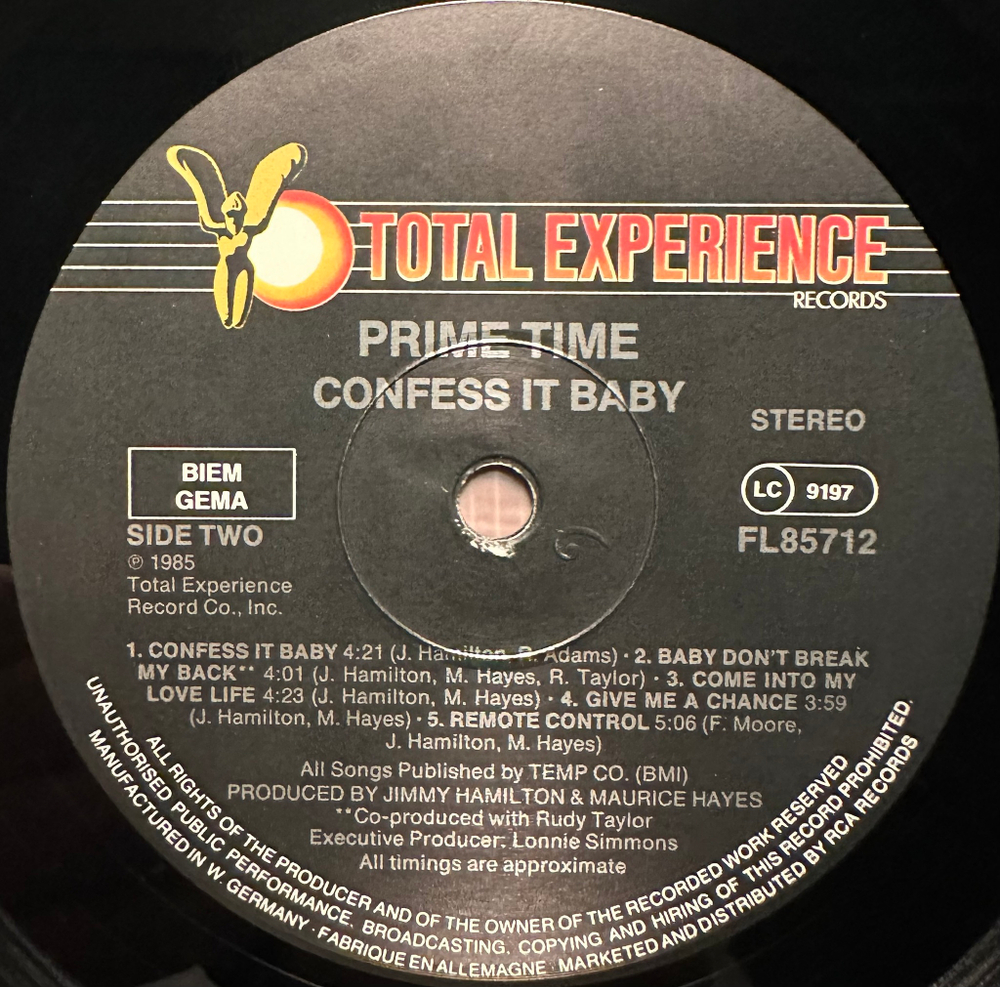 TOTAL EXPERIENCE
RECORDS
PRIME TIME
CONFESS IT BABY
STEREO
BIEM
GEMA
LC 9197
SIDE TWO
FL85712
℗ 1985
Total Experience
Record Co., Inc.
1. CONFESS IT BABY 4:21 (J. Hamilton, R. Adams) · 2. BABY DON'T BREAK
MY BACK** 4:01 (J. Hamilton, M. Hayes, R. Taylor) · 3. COME INTO MY
LOVE LIFE 4:23 (J. Hamilton, M. Hayes) · 4. GIVE ME A CHANCE 3:59
(J. Hamilton, M. Hayes) · 5. REMOTE CONTROL 5:06 (F. Moore,
J. Hamilton, M. Hayes)
All Songs Published by TEMP CO. (BMI)
PRODUCED BY JIMMY HAMILTON & MAURICE HAYES
**Co-produced with Rudy Taylor
Executive Producer: Lonnie Simmons
All timings are approximate
ALL RIGHTS OF THE PRODUCER AND OF THE OWNER OF THE RECORDED WORK RESERVED
UNAUTHORISED PUBLIC PERFORMANCE, BROADCASTING, COPYING AND HIRING OF THIS RECORD PROHIBITED.
MANUFACTURED IN W. GERMANY · FABRIQUE EN ALLEMAGNE · MARKETED AND DISTRIBUTED BY RCA RECORDS